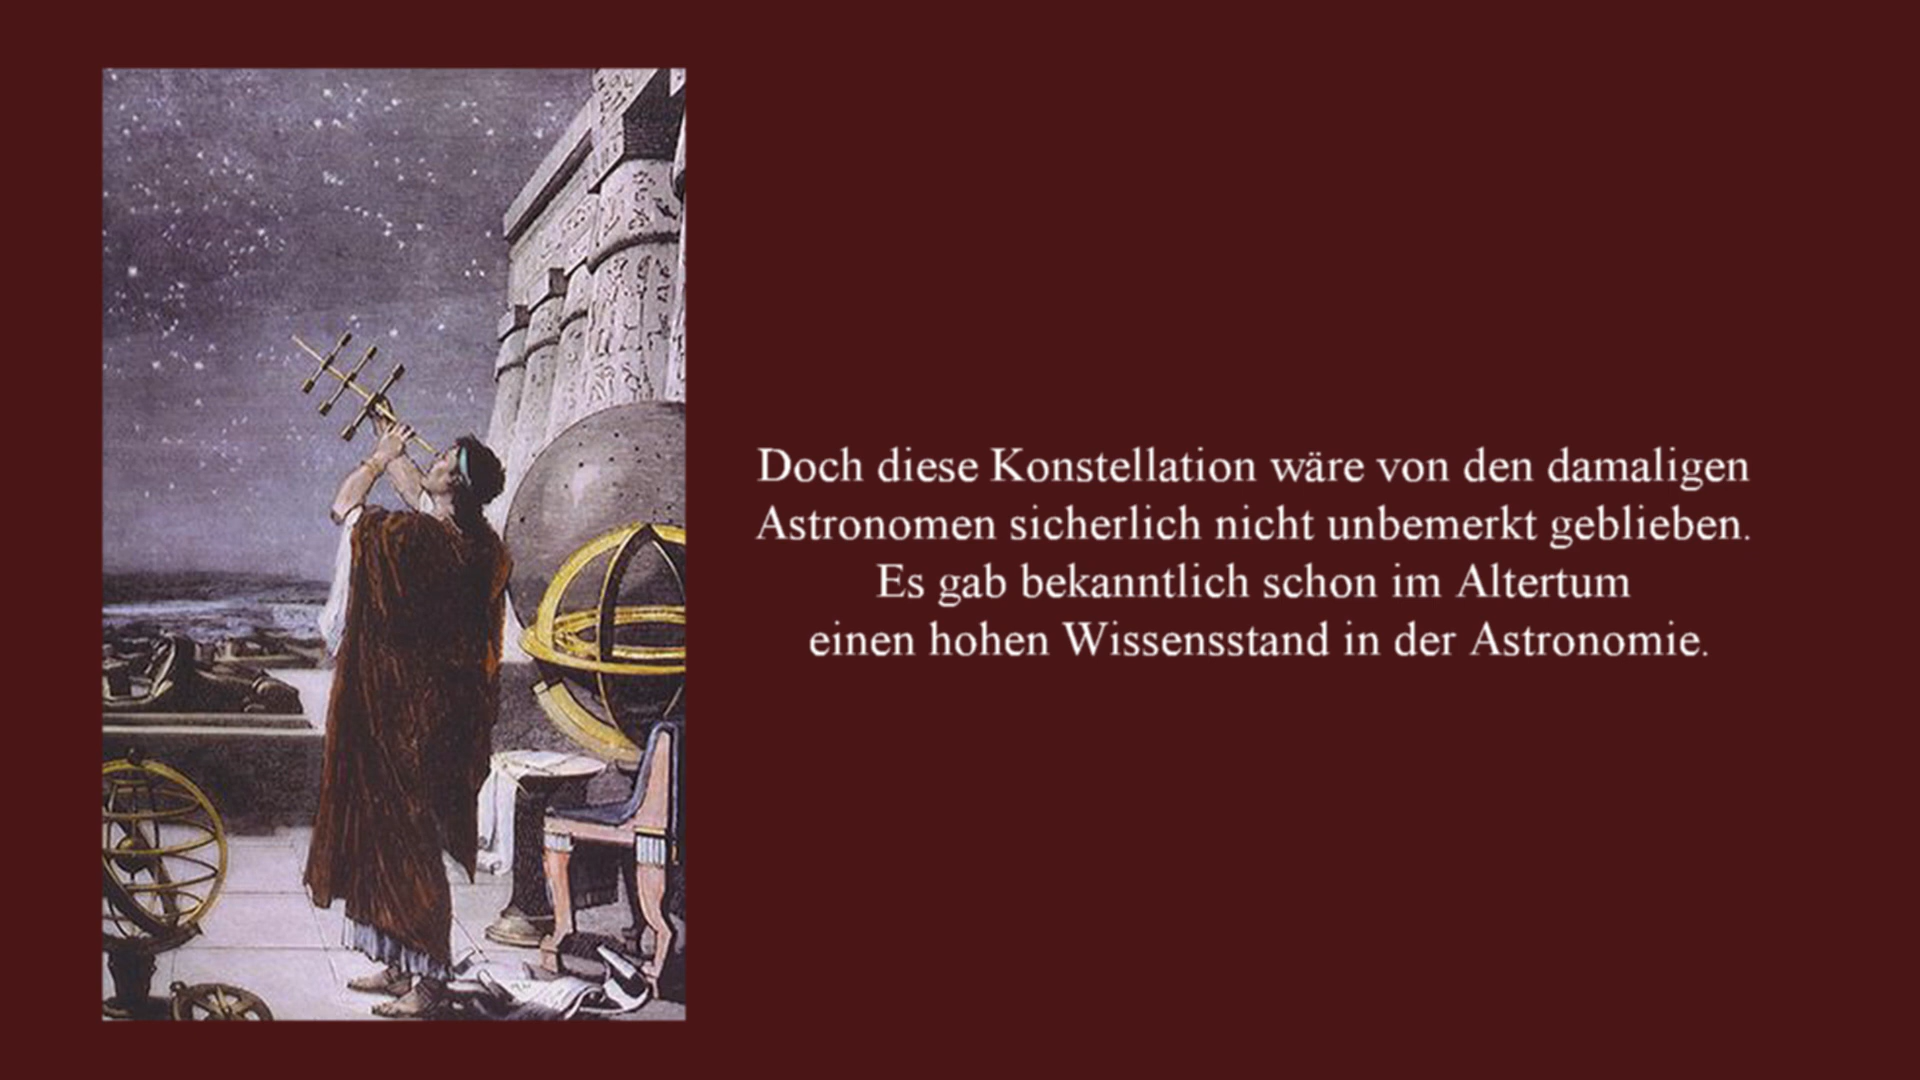 Doch diese Konstellation wäre von den damaligen
Astronomen sicherlich nicht unbemerkt geblieben.
Es gab bekanntlich schon im Altertum
einen hohen Wissensstand in der Astronomie.